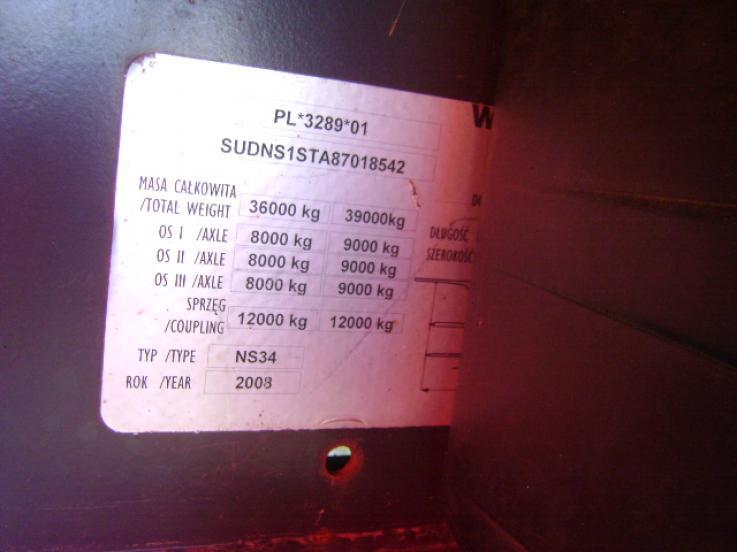 PL*3289*01
SUDNS1STA87018542
MASA CAŁKOWITA
/TOTAL WEIGHT 36000 kg 39000kg
OS I /AXLE 8000 kg 9000 kg
OS II /AXLE 8000 kg 9000 kg
OS III /AXLE 8000 kg 9000 kg
SPRZĘG
/COUPLING 12000 kg 12000 kg
TYP /TYPE NS34
ROK /YEAR 2008
W
DŁUGOŚĆ
SZEROKOŚĆ